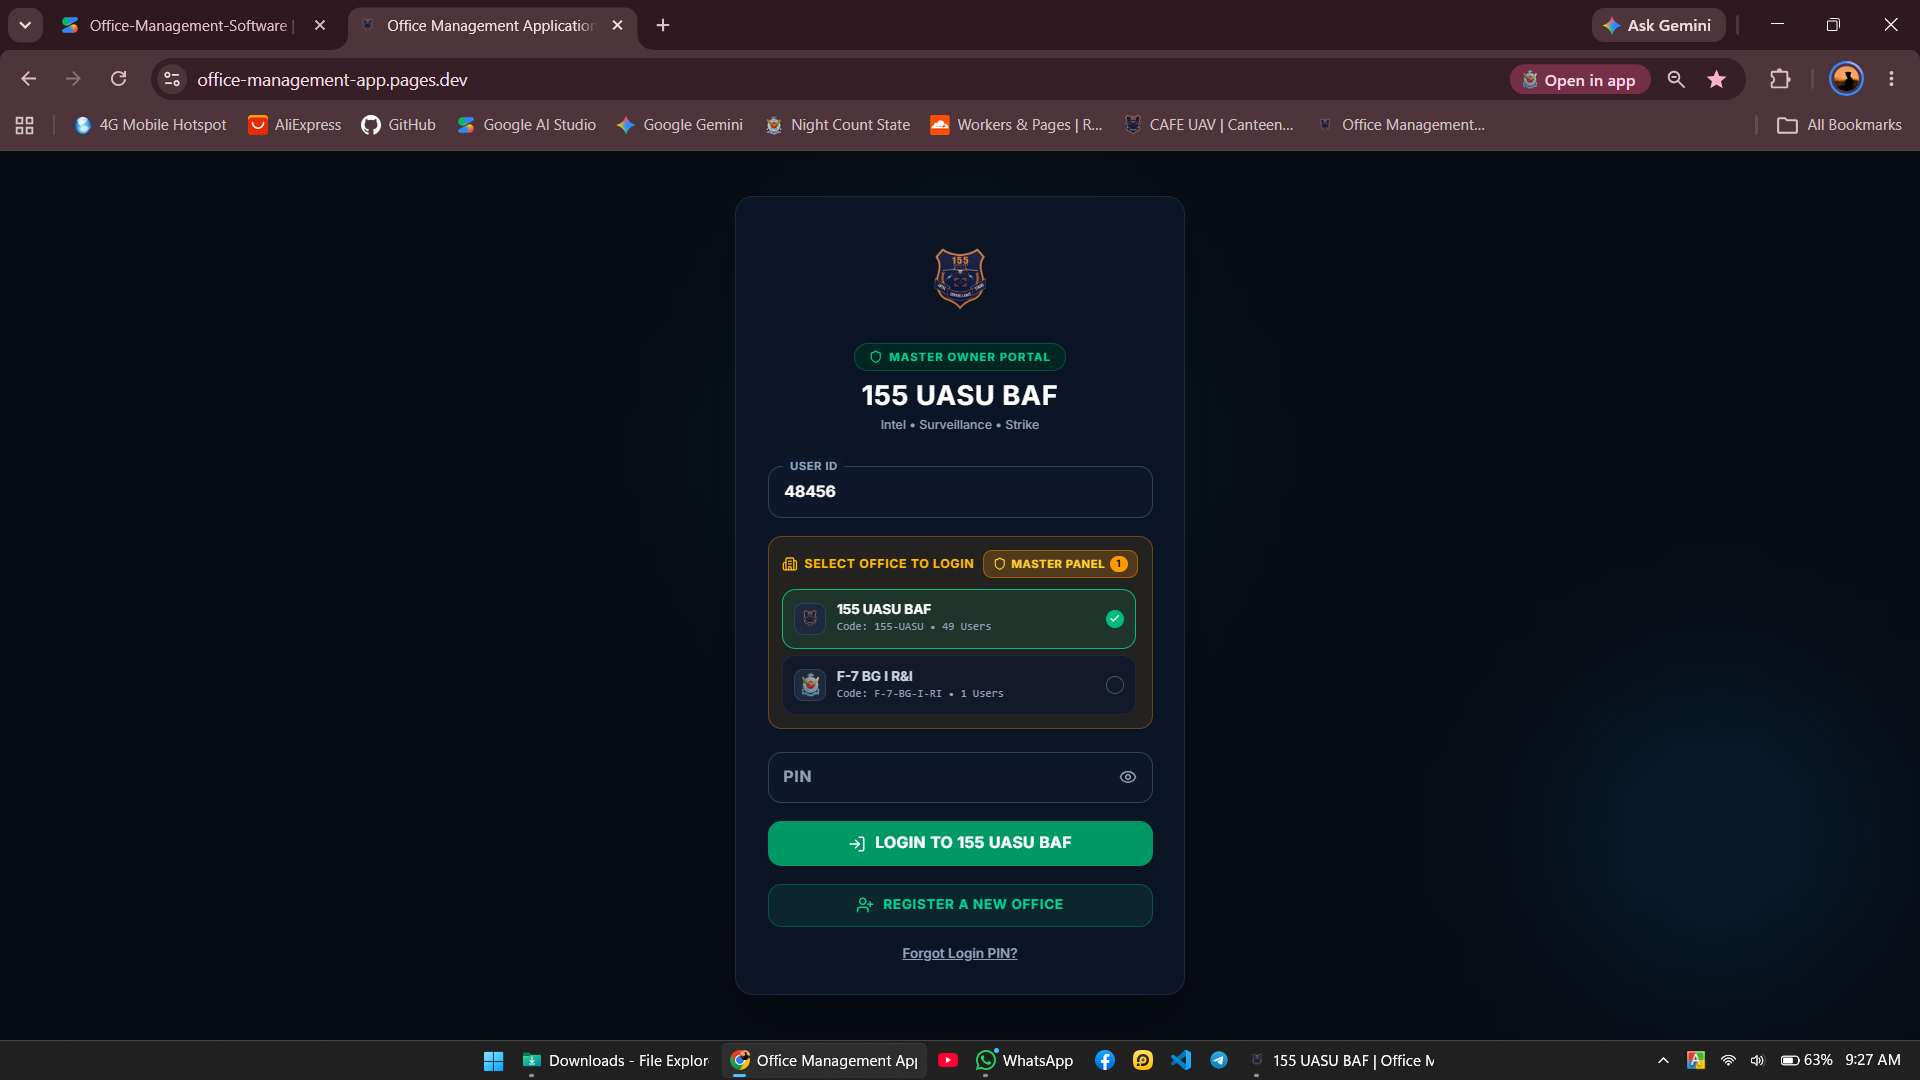 Office-Management-Software |
Office Management Application
Ask Gemini
office-management-app.pages.dev
Open in app
4G Mobile Hotspot
AliExpress
GitHub
Google AI Studio
Google Gemini
Night Count State
Workers & Pages | R...
CAFE UAV | Canteen...
Office Management...
All Bookmarks
155
MASTER OWNER PORTAL
155 UASU BAF
Intel • Surveillance • Strike
USER ID
48456
SELECT OFFICE TO LOGIN
MASTER PANEL 1
155 UASU BAF
Code: 155-UASU • 49 Users
F-7 BG I R&I
Code: F-7-BG-I-RI • 1 Users
PIN
LOGIN TO 155 UASU BAF
REGISTER A NEW OFFICE
Forgot Login PIN?
Downloads - File Explor
Office Management App
WhatsApp
155 UASU BAF | Office M
63%
9:27 AM